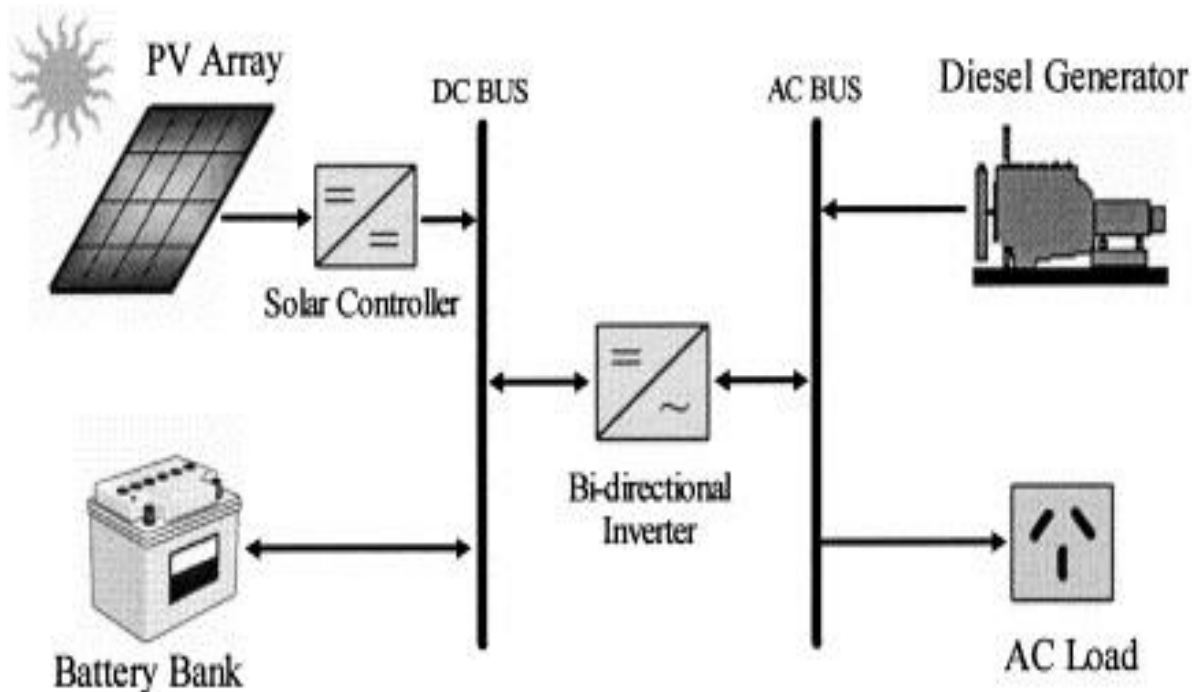 PV Array
DC BUS
AC BUS
Diesel Generator
Solar Controller
Bi-directional
Inverter
Battery Bank
AC Load